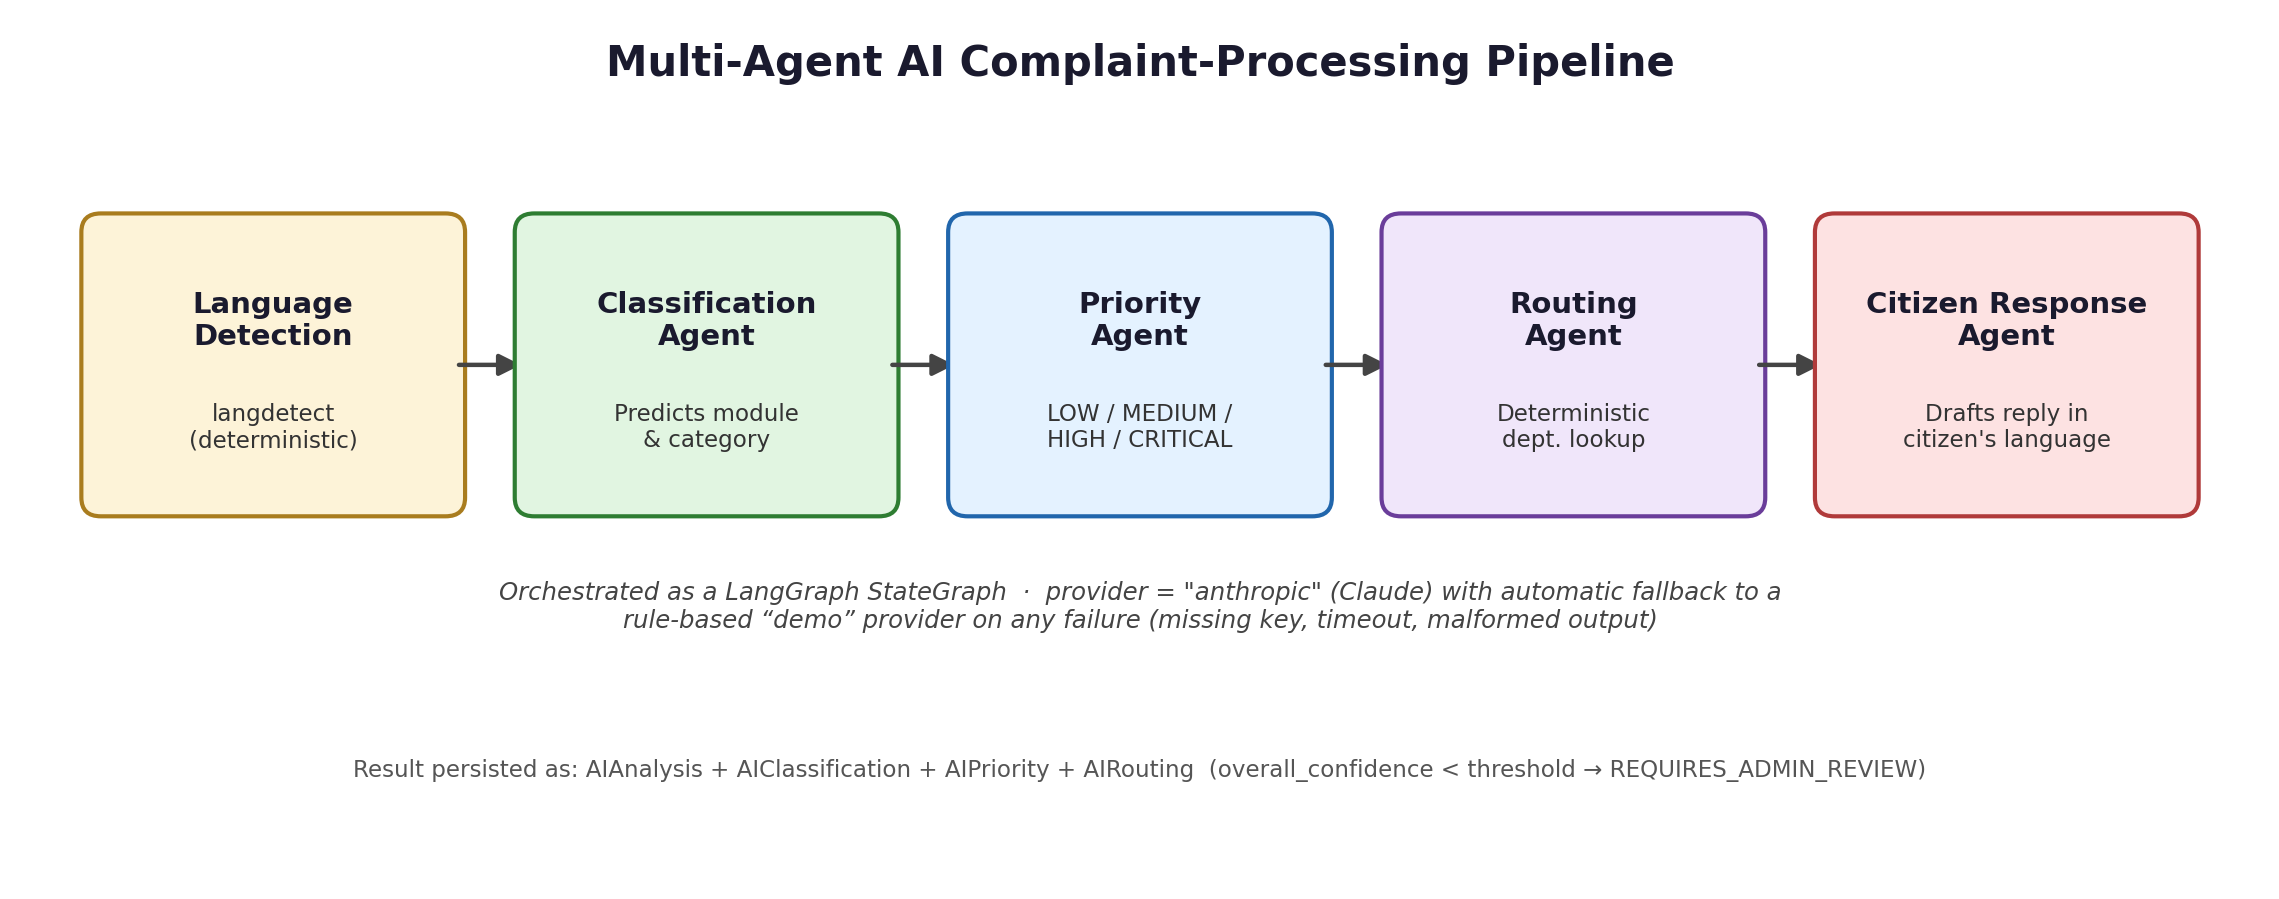 Multi-Agent AI Complaint-Processing Pipeline
Language
Detection
langdetect
(deterministic)
Classification
Agent
Predicts module
& category
Priority
Agent
LOW / MEDIUM /
HIGH / CRITICAL
Routing
Agent
Deterministic
dept. lookup
Citizen Response
Agent
Drafts reply in
citizen's language
Orchestrated as a LangGraph StateGraph · provider = "anthropic" (Claude) with automatic fallback to a
rule-based “demo” provider on any failure (missing key, timeout, malformed output)
Result persisted as: AIAnalysis + AIClassification + AIPriority + AIRouting (overall_confidence < threshold → REQUIRES_ADMIN_REVIEW)